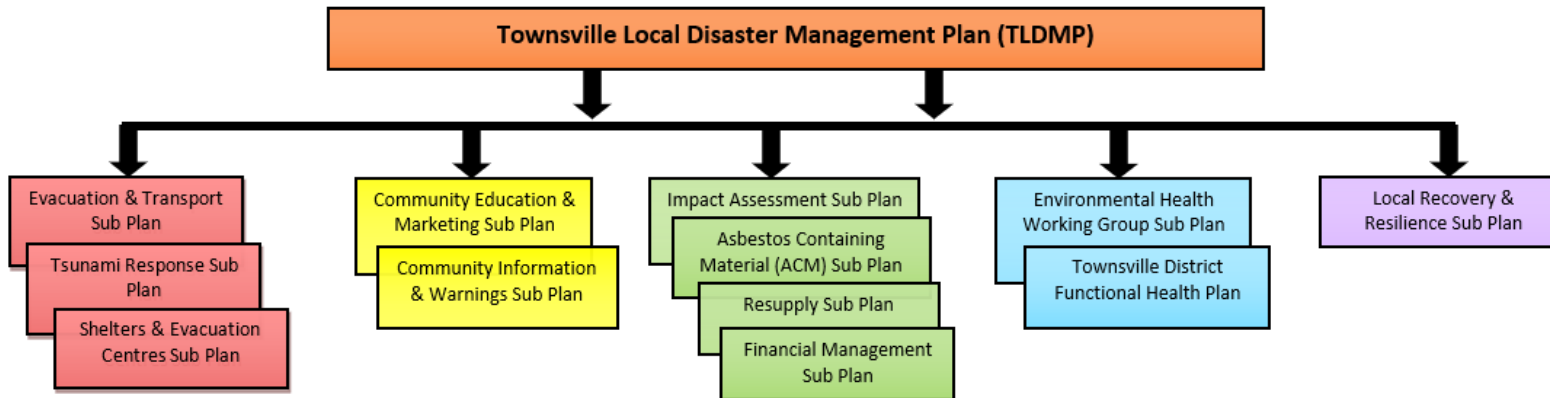 Townsville Local Disaster Management Plan (TLDMP)
Evacuation & Transport
Sub Plan
Tsunami Response Sub
Plan
Shelters & Evacuation
Centres Sub Plan
Community Education &
Marketing Sub Plan
Community Information
& Warnings Sub Plan
Impact Assessment Sub Plan
Asbestos Containing
Material (ACM) Sub Plan
Resupply Sub Plan
Financial Management
Sub Plan
Environmental Health
Working Group Sub Plan
Townsville District
Functional Health Plan
Local Recovery &
Resilience Sub Plan